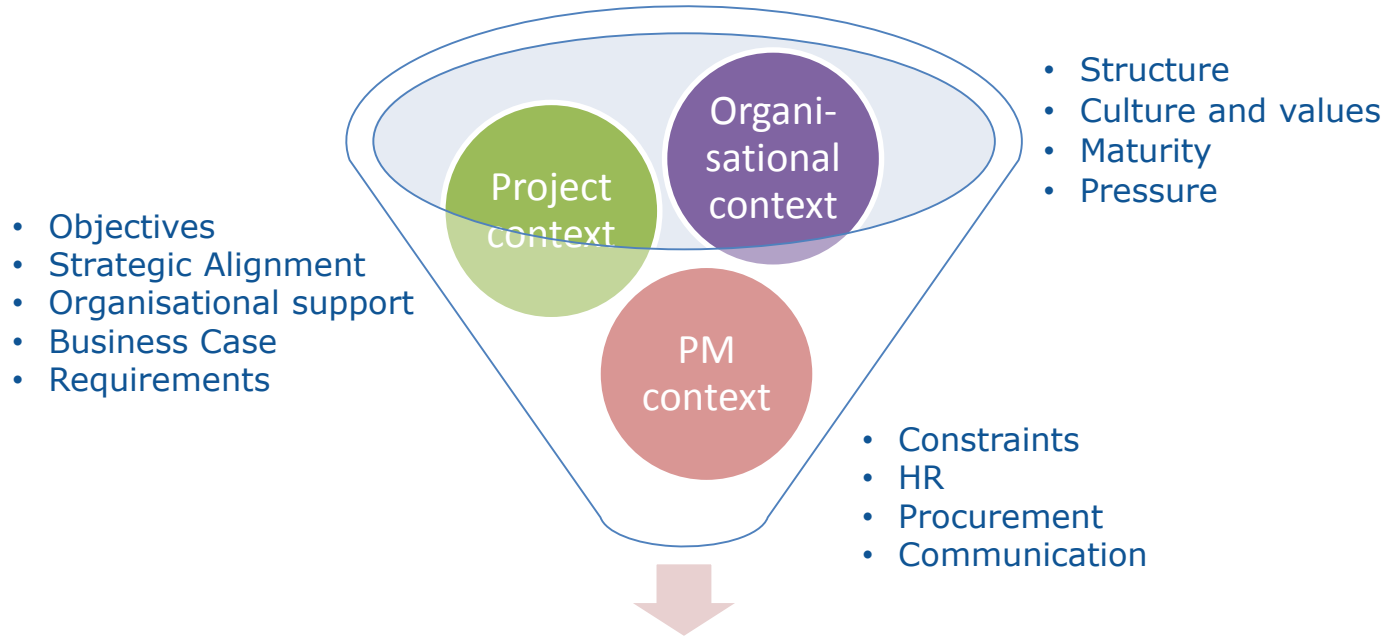 Organi-
sational
context
Project
context
PM
context
• Structure
• Culture and values
• Maturity
• Pressure
• Objectives
• Strategic Alignment
• Organisational support
• Business Case
• Requirements
• Constraints
• HR
• Procurement
• Communication